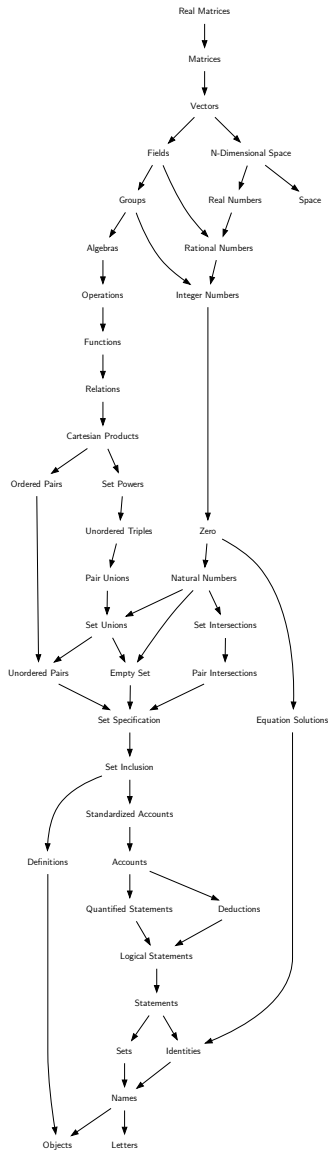 Real Matrices
Matrices
Vectors
Fields
N-Dimensional Space
Groups
Real Numbers
Space
Algebras
Rational Numbers
Operations
Integer Numbers
Functions
Relations
Cartesian Products
Ordered Pairs
Set Powers
Unordered Triples
Zero
Pair Unions
Natural Numbers
Set Unions
Set Intersections
Unordered Pairs
Empty Set
Pair Intersections
Set Specification
Equation Solutions
Set Inclusion
Standardized Accounts
Definitions
Accounts
Quantified Statements
Deductions
Logical Statements
Statements
Sets
Identities
Names
Objects
Letters